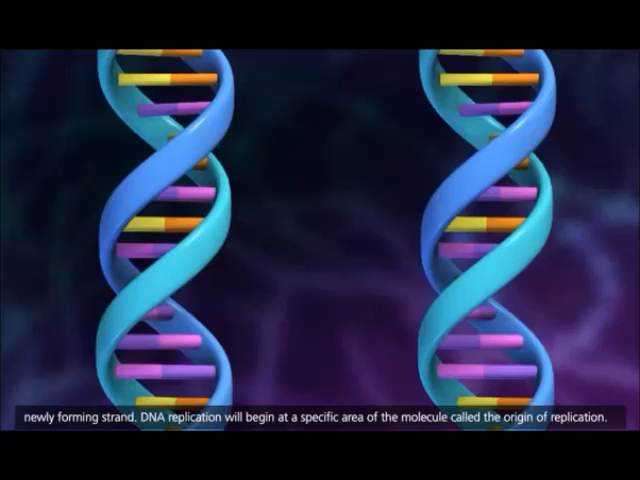 newly forming strand. DNA replication will begin at a specific area of the molecule called the origin of replication.